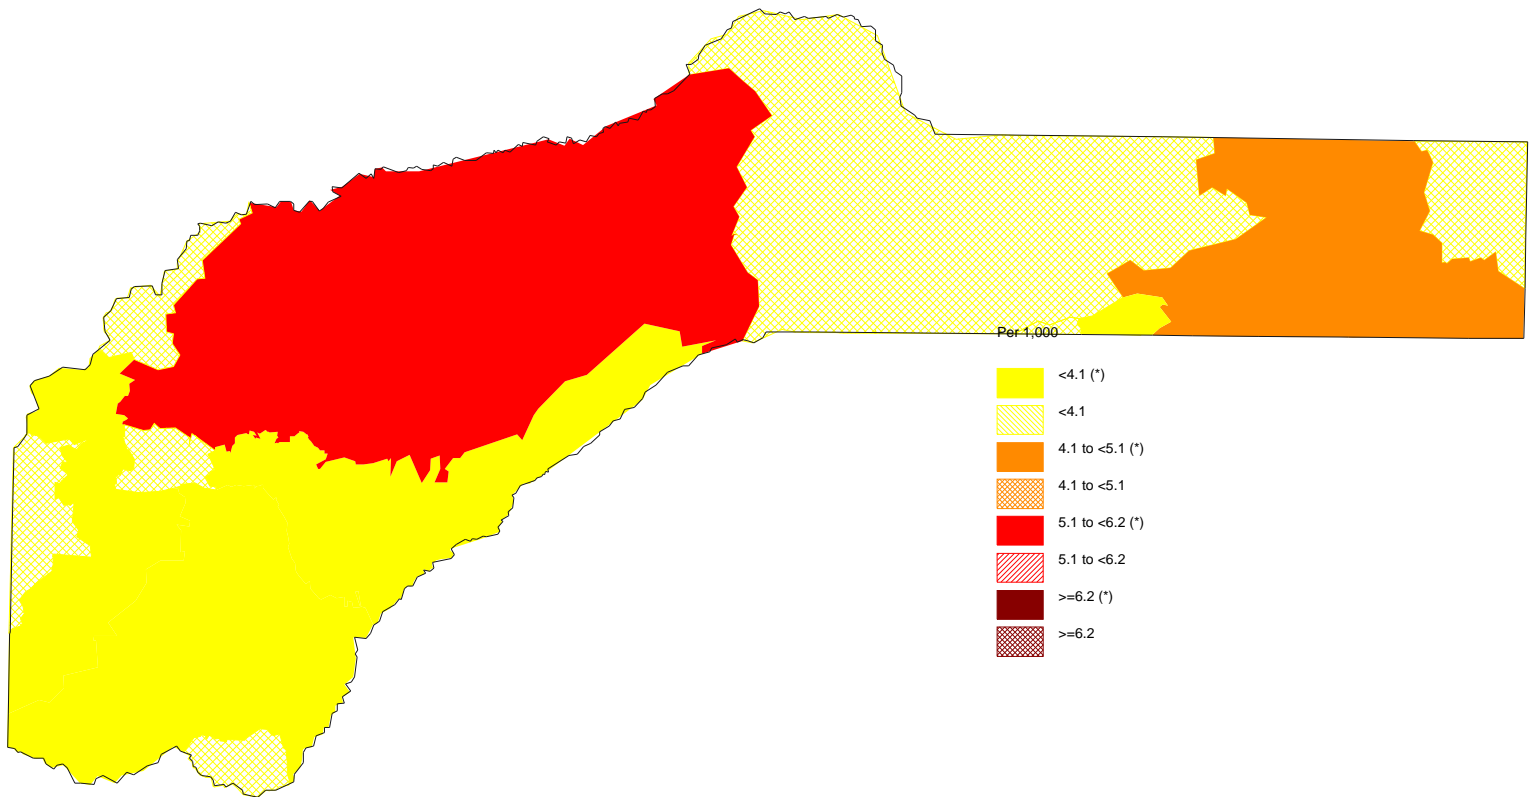 Per 1,000
<4.1 (*)
<4.1
4.1 to <5.1 (*)
4.1 to <5.1
5.1 to <6.2 (*)
5.1 to <6.2
>=6.2 (*)
>=6.2